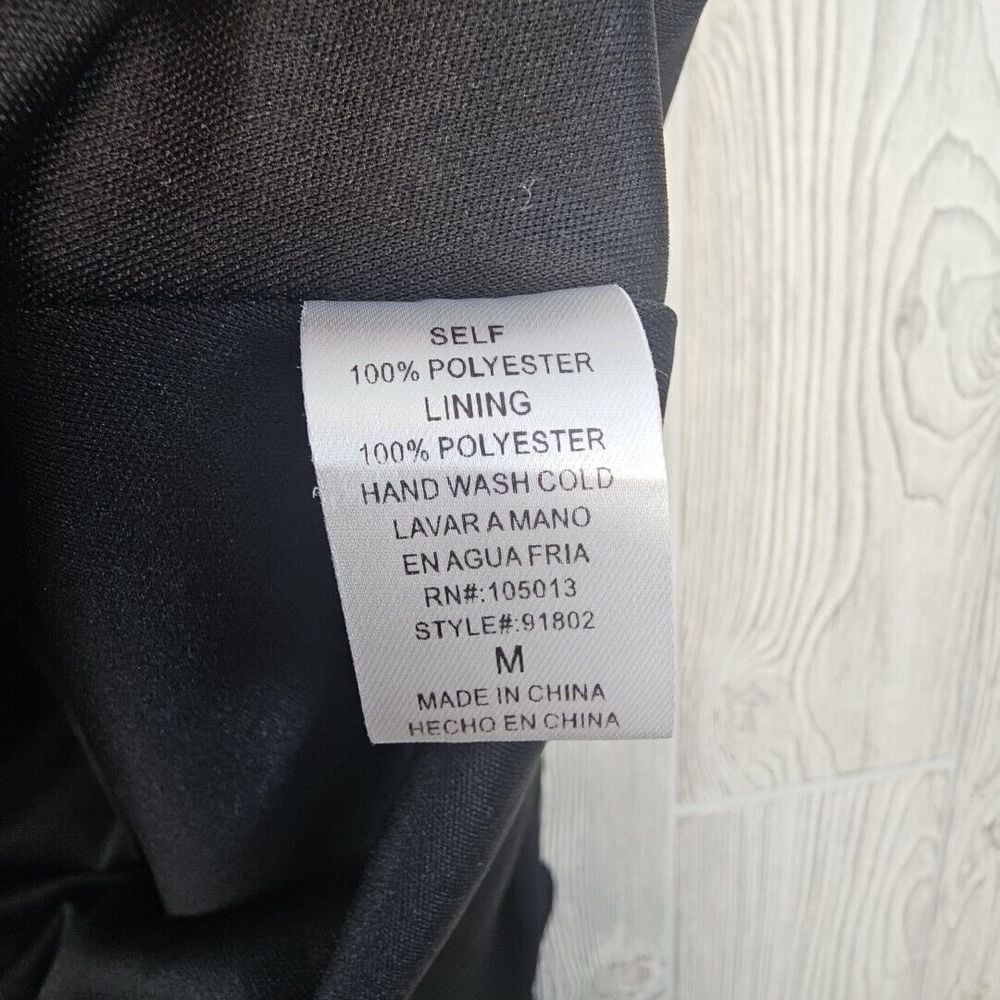 SELF
100% POLYESTER
LINING
100% POLYESTER
HAND WASH COLD
LAVAR A MANO
EN AGUA FRIA
RN#:105013
STYLE#:91802
M
MADE IN CHINA
HECHO EN CHINA